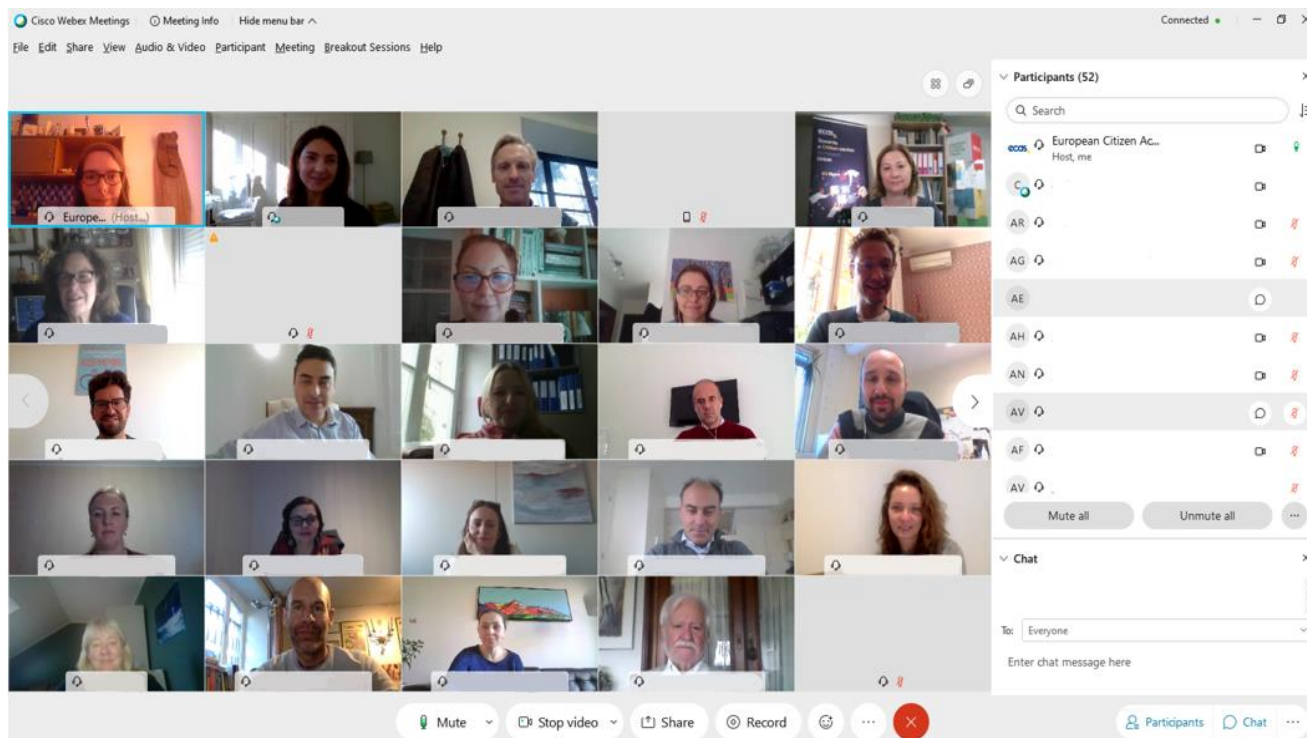 Cisco Webex Meetings Meeting Info Hide menu bar Connected
File Edit Share View Audio & Video Participant Meeting Breakout Sessions Help
Participants (52)
Search
ecas European Citizen Ac...
Host, me
C
AR
AG
AE
AH
AN
AV
AF
AV
Mute all Unmute all
Chat
To: Everyone
Enter chat message here
Europe... (Host...)
ecas
Mute Stop video Share Record Participants Chat